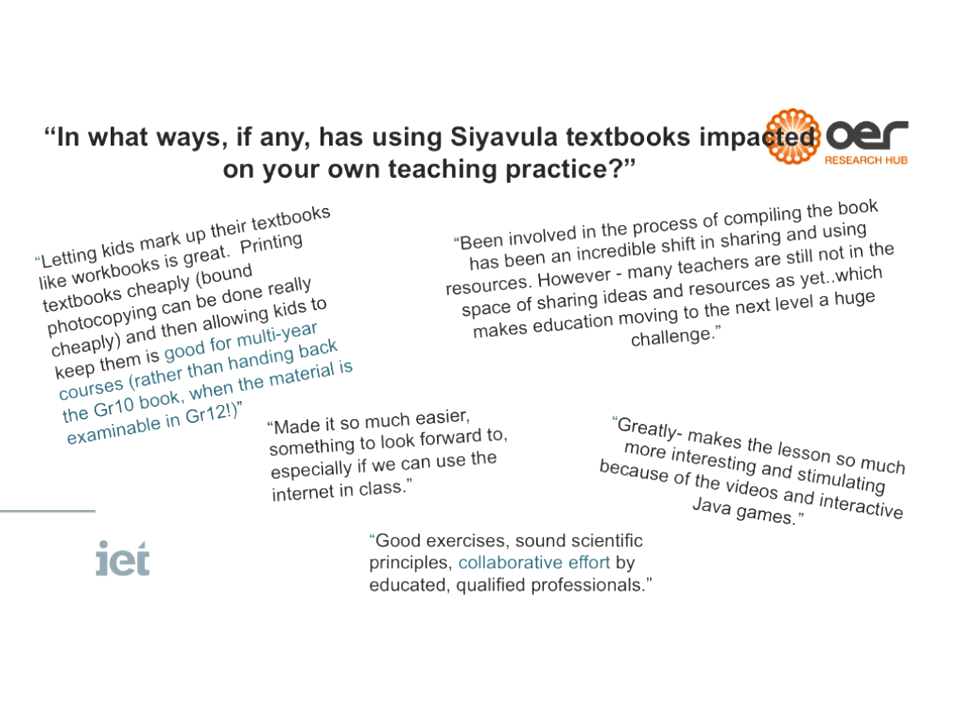 “In what ways, if any, has using Siyavula textbooks impacted
on your own teaching practice?”
oer
RESEARCH HUB
“Letting kids mark up their textbooks
like workbooks is great.  Printing
textbooks cheaply (bound
photocopying can be done really
cheaply) and then allowing kids to
keep them is good for multi-year
courses (rather than handing back
the Gr10 book, when the material is
examinable in Gr12!)”
“Been involved in the process of compiling the book
has been an incredible shift in sharing and using
resources. However - many teachers are still not in the
space of sharing ideas and resources as yet..which
makes education moving to the next level a huge
challenge.”
“Made it so much easier,
something to look forward to,
especially if we can use the
internet in class.”
“Greatly- makes the lesson so much
more interesting and stimulating
because of the videos and interactive
Java games.”
“Good exercises, sound scientific
principles, collaborative effort by
educated, qualified professionals.”
iet